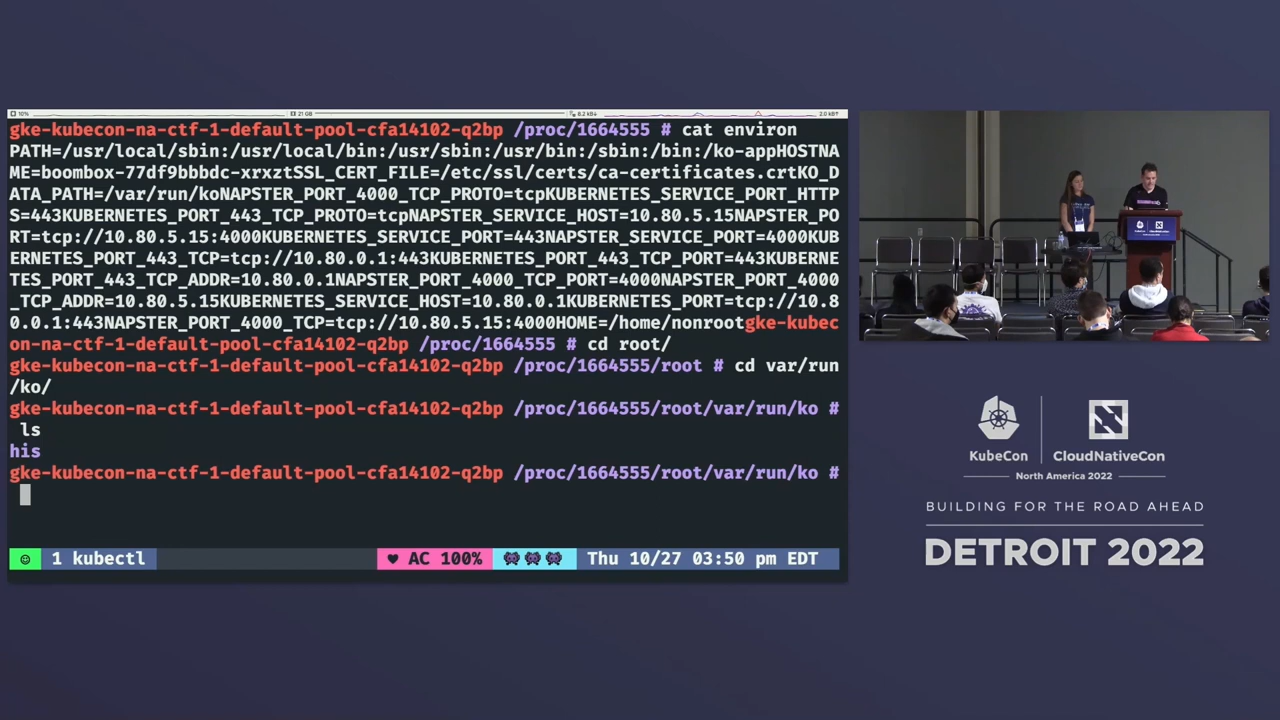 10% 21 GB 8.2 kB↓ 2.0 kB↑
gke-kubecon-na-ctf-1-default-pool-cfa14102-q2bp /proc/1664555 # cat environ
PATH=/usr/local/sbin:/usr/local/bin:/usr/sbin:/usr/bin:/sbin:/bin:/ko-appHOSTNA
ME=boombox-77df9bbbdc-xrxztSSL_CERT_FILE=/etc/ssl/certs/ca-certificates.crtKO_D
ATA_PATH=/var/run/koNAPSTER_PORT_4000_TCP_PROTO=tcpKUBERNETES_SERVICE_PORT_HTTP
S=443KUBERNETES_PORT_443_TCP_PROTO=tcpNAPSTER_SERVICE_HOST=10.80.5.15NAPSTER_PO
RT=tcp://10.80.5.15:4000KUBERNETES_SERVICE_PORT=443NAPSTER_SERVICE_PORT=4000KUB
ERNETES_PORT_443_TCP=tcp://10.80.0.1:443KUBERNETES_PORT_443_TCP_PORT=443KUBERNE
TES_PORT_443_TCP_ADDR=10.80.0.1NAPSTER_PORT_4000_TCP_PORT=4000NAPSTER_PORT_4000
_TCP_ADDR=10.80.5.15KUBERNETES_SERVICE_HOST=10.80.0.1KUBERNETES_PORT=tcp://10.8
0.0.1:443NAPSTER_PORT_4000_TCP=tcp://10.80.5.15:4000HOME=/home/nonrootgke-kubec
on-na-ctf-1-default-pool-cfa14102-q2bp /proc/1664555 # cd root/
gke-kubecon-na-ctf-1-default-pool-cfa14102-q2bp /proc/1664555/root # cd var/run
/ko/
gke-kubecon-na-ctf-1-default-pool-cfa14102-q2bp /proc/1664555/root/var/run/ko #
ls
his
gke-kubecon-na-ctf-1-default-pool-cfa14102-q2bp /proc/1664555/root/var/run/ko #
1 kubectl
♥ AC 100%
Thu 10/27 03:50 pm EDT
KubeCon
CloudNativeCon
North America 2022
BUILDING FOR THE ROAD AHEAD
DETROIT 2022